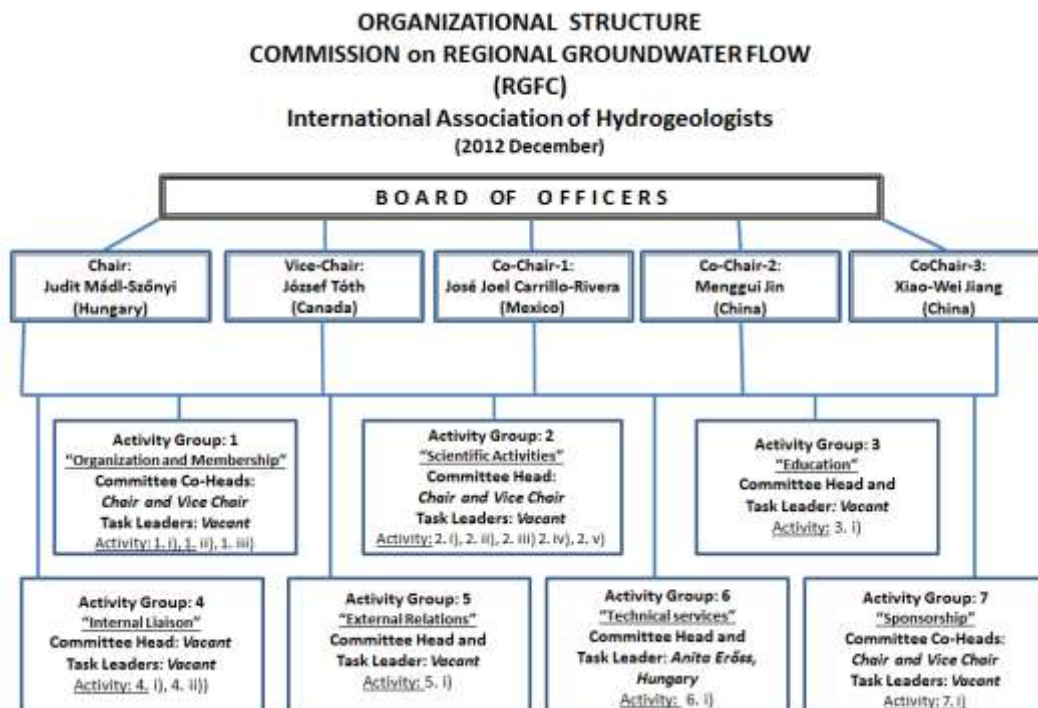 ORGANIZATIONAL STRUCTURE
COMMISSION on REGIONAL GROUNDWATER FLOW
(RGFC)
International Association of Hydrogeologists
(2012 December)
BOARD OF OFFICERS
Chair:
Judit Mádl-Szőnyi
(Hungary)
Vice-Chair:
József Tóth
(Canada)
Co-Chair-1:
José Joel Carrillo-Rivera
(Mexico)
Co-Chair-2:
Menggui Jin
(China)
CoChair-3:
Xiao-Wei Jiang
(China)
Activity Group: 1
"Organization and Membership"
Committee Co-Heads:
Chair and Vice Chair
Task Leaders: Vacant
Activity: 1. i), 1. ii), 1. iii)
Activity Group: 2
"Scientific Activities"
Committee Head:
Chair and Vice Chair
Task Leaders: Vacant
Activity: 2. i), 2. ii), 2. iii) 2. iv), 2. v)
Activity Group: 3
"Education"
Committee Head and
Task Leader: Vacant
Activity: 3. i)
Activity Group: 4
"Internal Liaison"
Committee Head: Vacant
Task Leaders: Vacant
Activity: 4. i), 4. ii))
Activity Group: 5
"External Relations"
Committee Head and
Task Leader: Vacant
Activity: 5. i)
Activity Group: 6
"Technical services"
Committee Head and
Task Leader: Anita Erőss,
Hungary
Activity: 6. i)
Activity Group: 7
"Sponsorship"
Committee Co-Heads:
Chair and Vice Chair
Task Leaders: Vacant
Activity: 7. i)